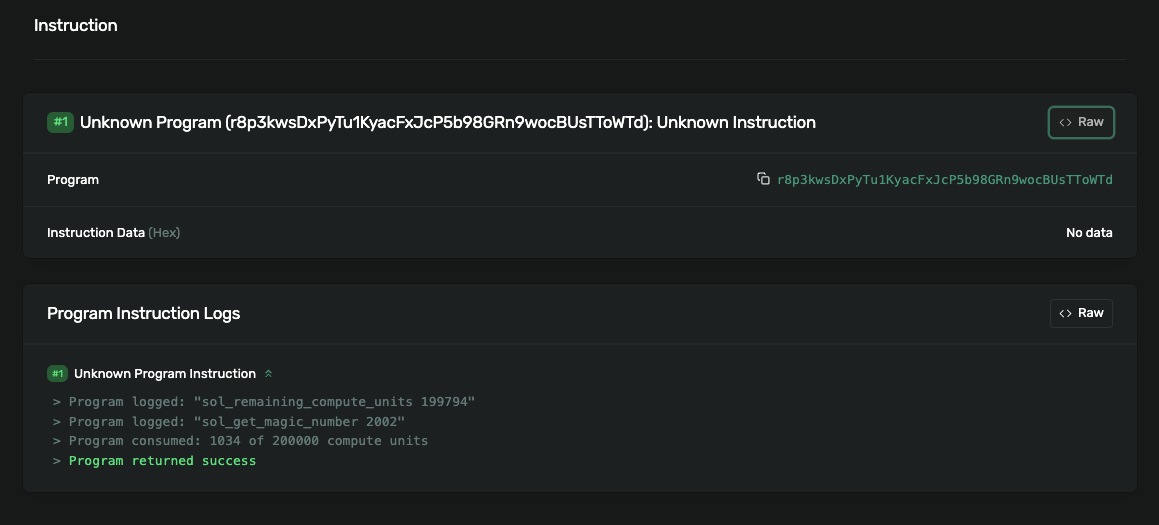 Instruction
#1 Unknown Program (r8p3kwsDxPyTu1KyacFxJcP5b98GRn9wocBUsTToWTd): Unknown Instruction
<> Raw
Program
r8p3kwsDxPyTu1KyacFxJcP5b98GRn9wocBUsTToWTd
Instruction Data (Hex)
No data
Program Instruction Logs
<> Raw
#1 Unknown Program Instruction
> Program logged: "sol_remaining_compute_units 199794"
> Program logged: "sol_get_magic_number 2002"
> Program consumed: 1034 of 200000 compute units
> Program returned success